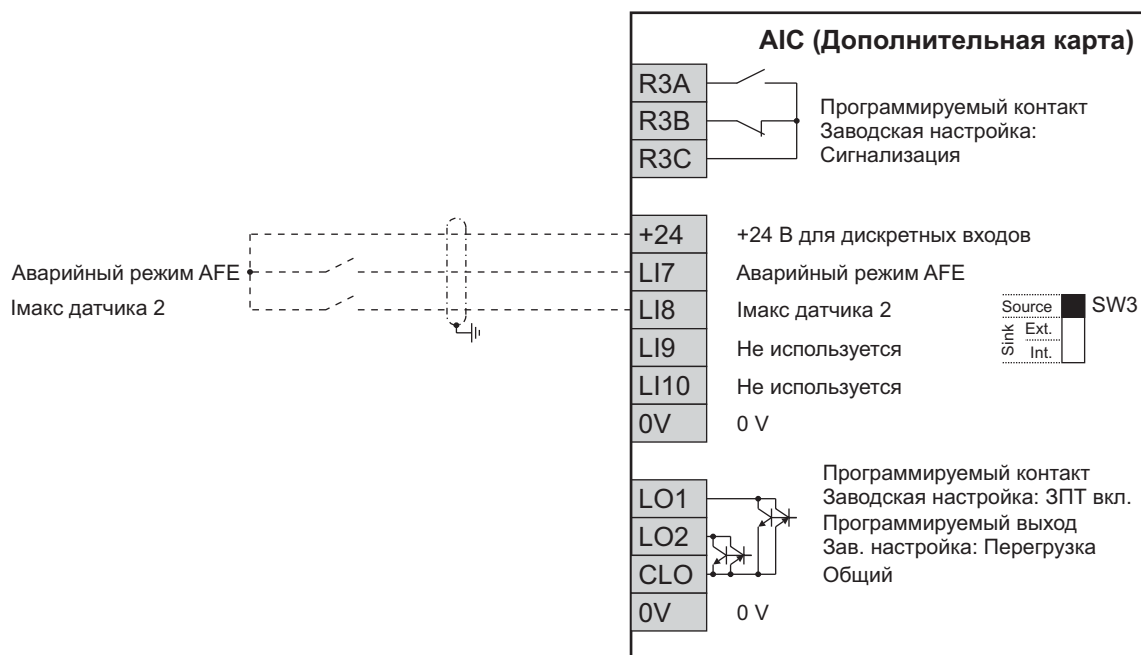 AIC (Дополнительная карта)
R3A
R3B
R3C
Программируемый контакт
Заводская настройка:
Сигнализация
+24
+24 В для дискретных входов
Аварийный режим AFE
LI7
Аварийный режим AFE
Iмакс датчика 2
LI8
Iмакс датчика 2
LI9
Не используется
LI10
Не используется
0V
0 V
Source
SW3
Sink
Ext.
Int.
LO1
LO2
CLO
0V
Программируемый контакт
Заводская настройка: ЗПТ вкл.
Программируемый выход
Зав. настройка: Перегрузка
Общий
0 V